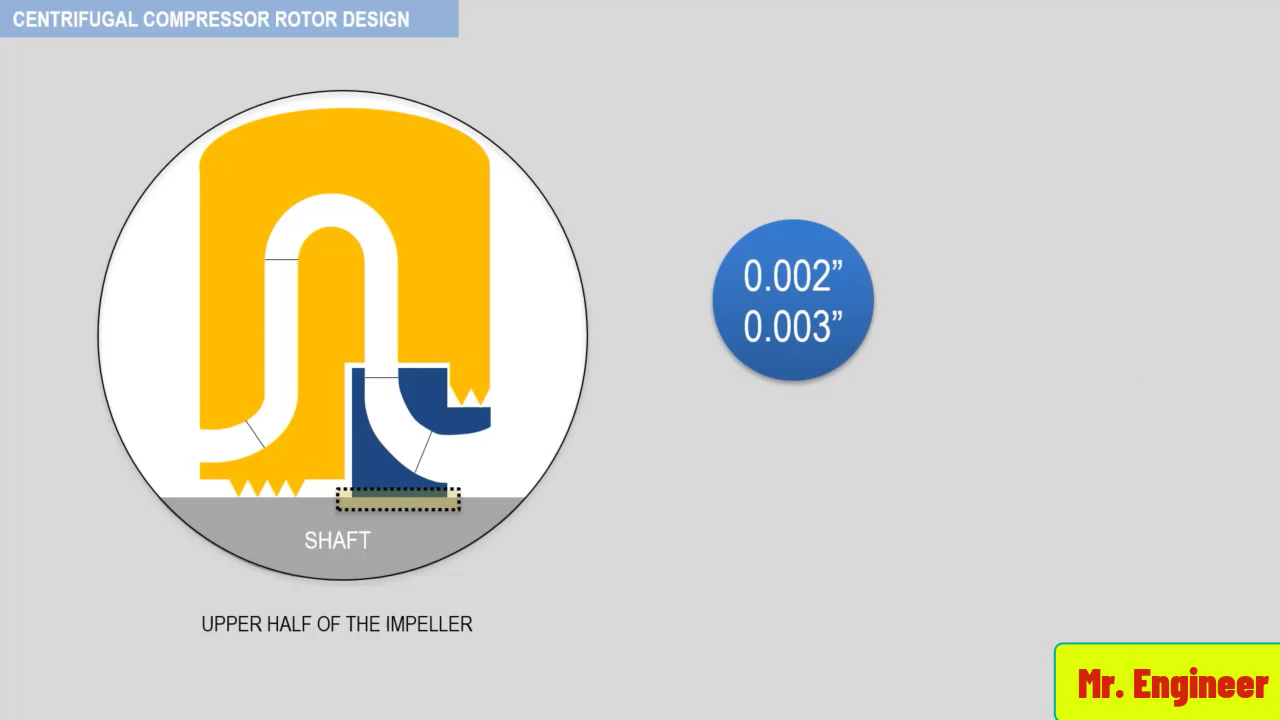 CENTRIFUGAL COMPRESSOR ROTOR DESIGN
0.002”
0.003”
SHAFT
UPPER HALF OF THE IMPELLER
Mr. Engineer